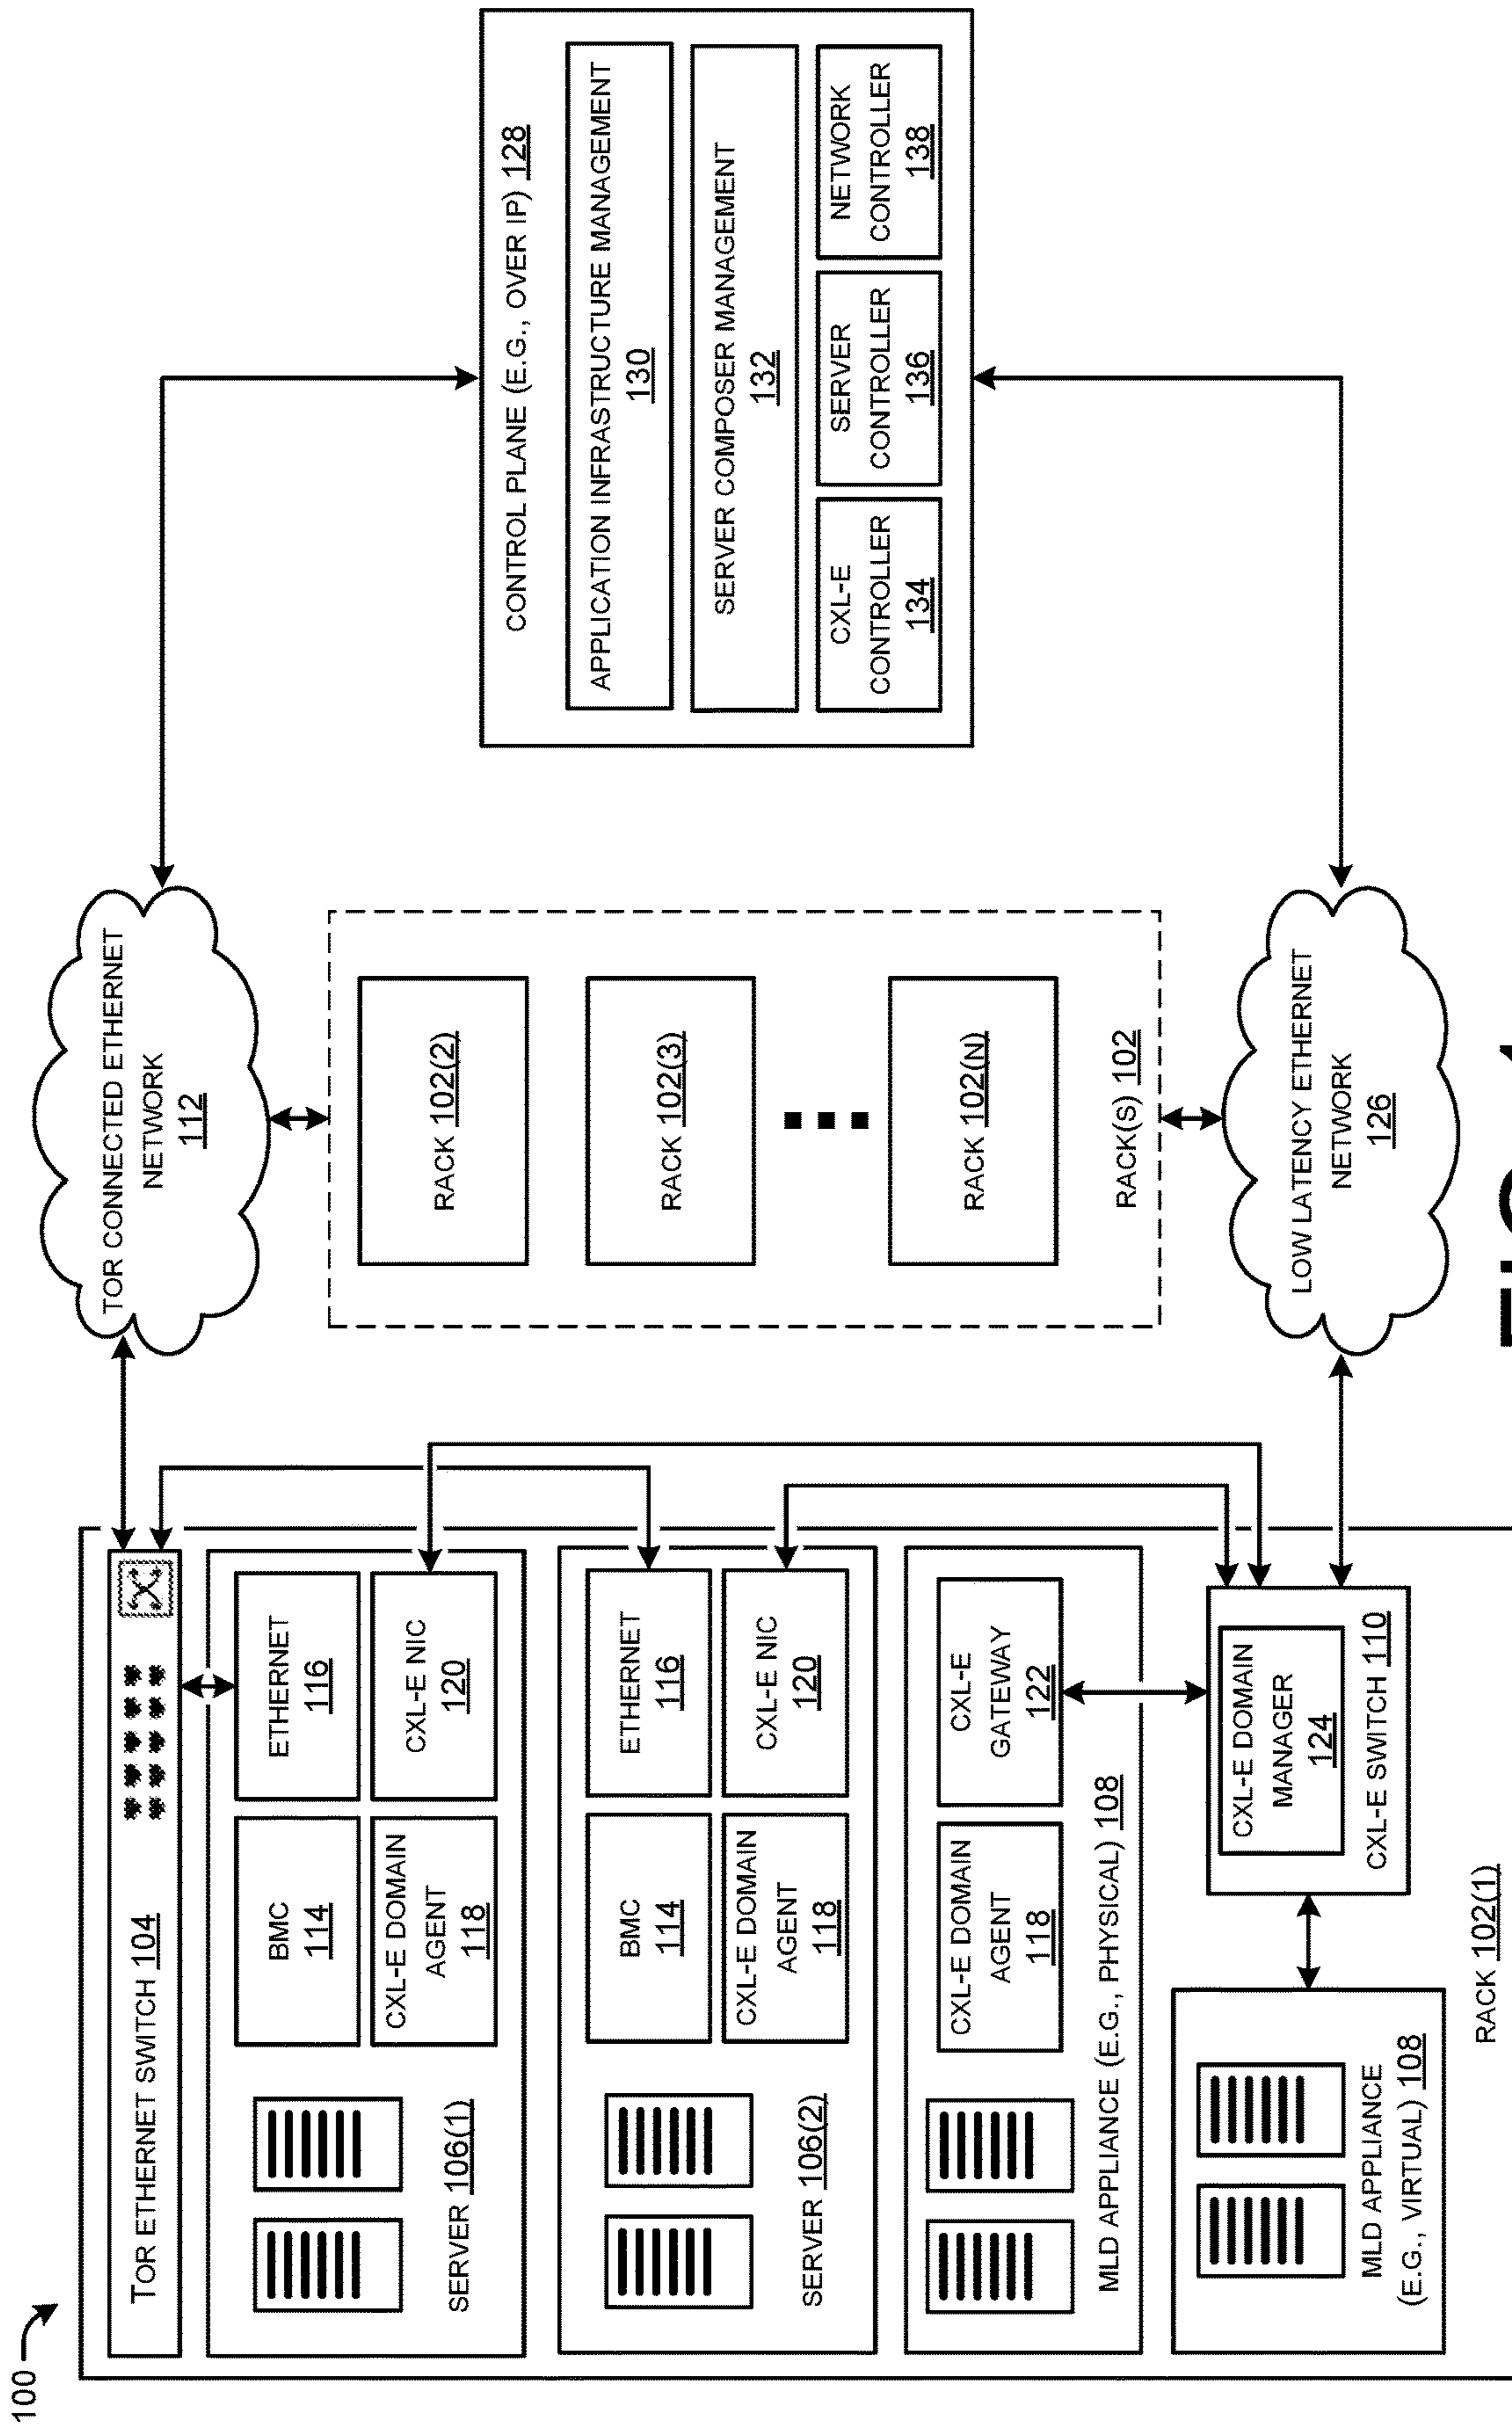 100
TOR ETHERNET SWITCH 104
SERVER 106(1)
BMC
114
ETHERNET
116
CXL-E DOMAIN
AGENT
118
CXL-E NIC
120
SERVER 106(2)
BMC
114
ETHERNET
116
CXL-E DOMAIN
AGENT
118
CXL-E NIC
120
CXL-E DOMAIN
AGENT
118
CXL-E
GATEWAY
122
MLD APPLIANCE (E.G., PHYSICAL) 108
MLD APPLIANCE
(E.G., VIRTUAL) 108
CXL-E DOMAIN
MANAGER
124
CXL-E SWITCH 110
RACK 102(1)
TOR CONNECTED ETHERNET
NETWORK
112
RACK 102(2)
RACK 102(3)
RACK 102(N)
RACK(S) 102
LOW LATENCY ETHERNET
NETWORK
126
CONTROL PLANE (E.G., OVER IP) 128
APPLICATION INFRASTRUCTURE MANAGEMENT
130
SERVER COMPOSER MANAGEMENT
132
CXL-E
CONTROLLER
134
SERVER
CONTROLLER
136
NETWORK
CONTROLLER
138